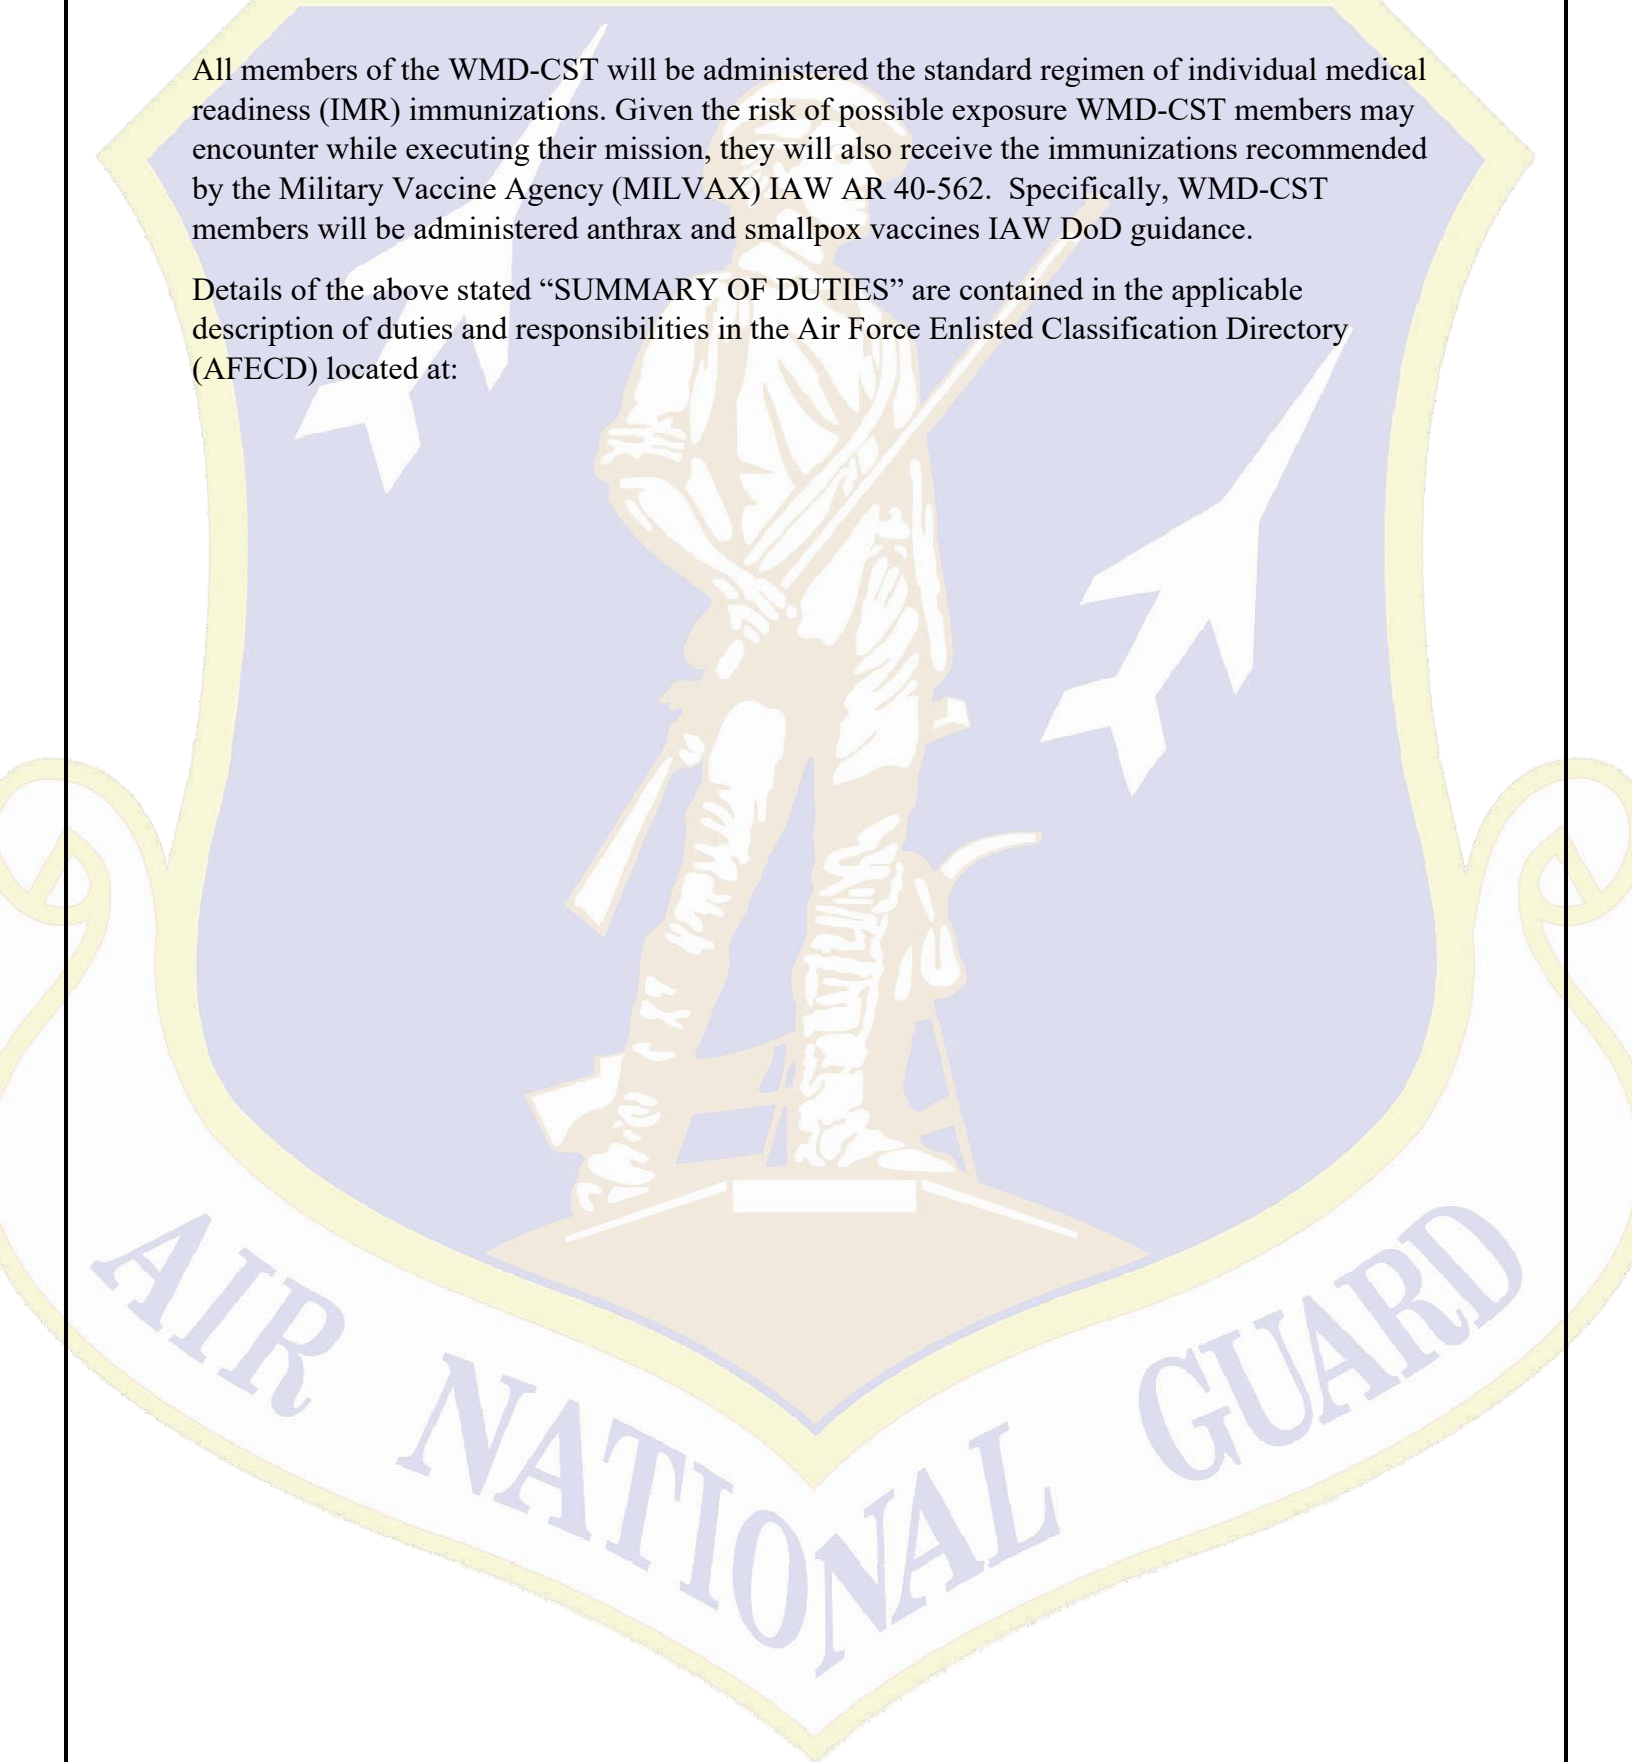 All members of the WMD-CST will be administered the standard regimen of individual medical
readiness (IMR) immunizations. Given the risk of possible exposure WMD-CST members may
encounter while executing their mission, they will also receive the immunizations recommended
by the Military Vaccine Agency (MILVAX) IAW AR 40-562.  Specifically, WMD-CST
members will be administered anthrax and smallpox vaccines IAW DoD guidance.
Details of the above stated “SUMMARY OF DUTIES” are contained in the applicable
description of duties and responsibilities in the Air Force Enlisted Classification Directory
(AFECD) located at:
AIR NATIONAL GUARD